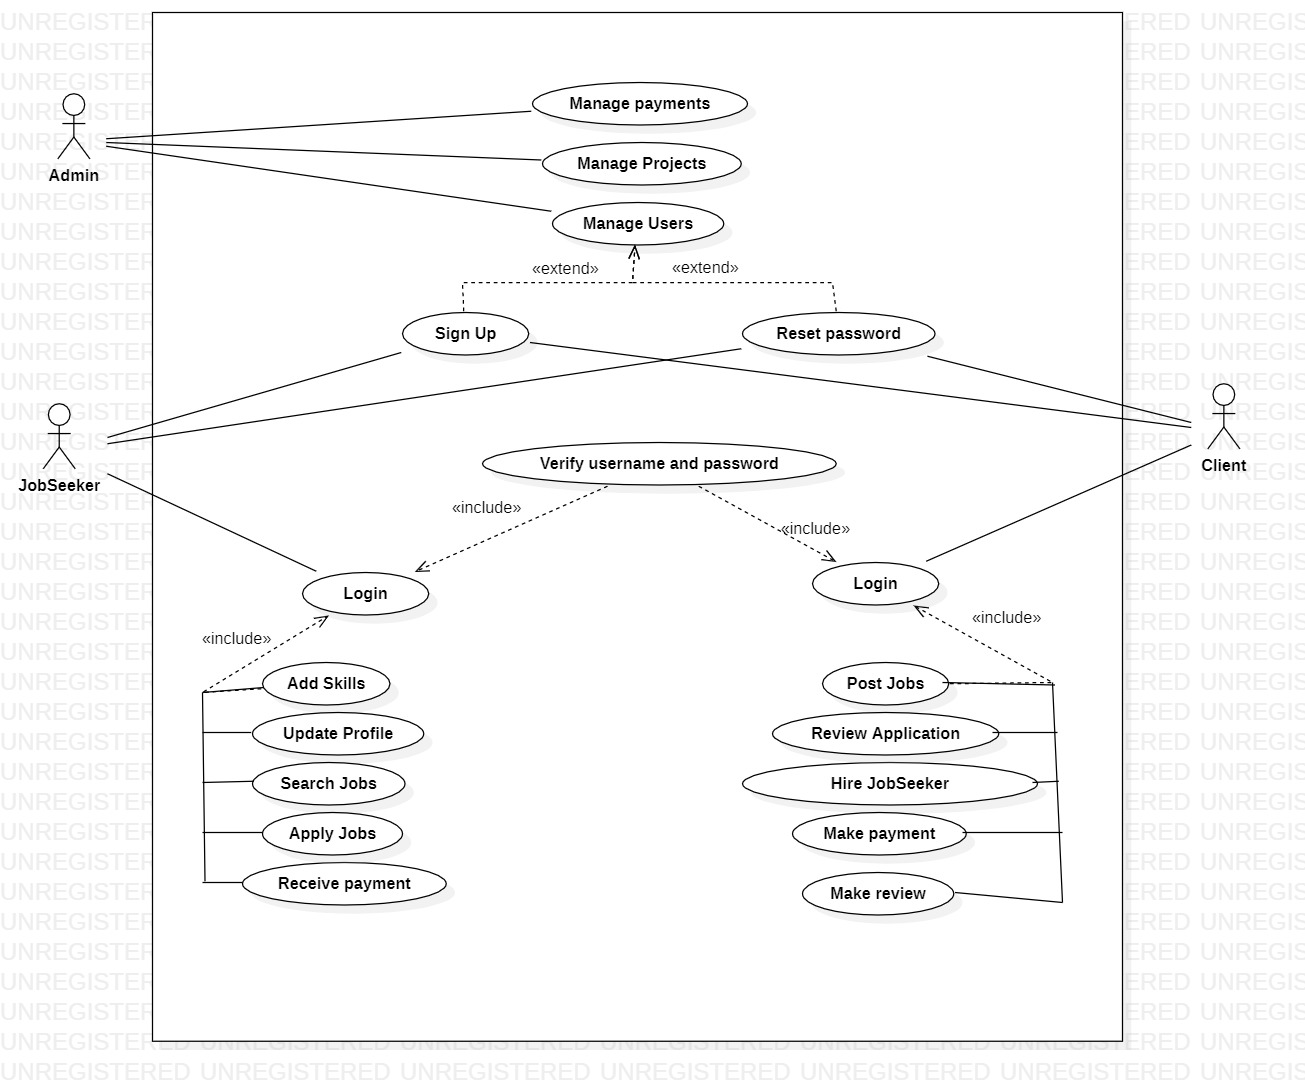 Admin
Manage payments
Manage Projects
Manage Users
«extend»
«extend»
Sign Up
Reset password
JobSeeker
Client
Verify username and password
«include»
«include»
Login
Login
«include»
«include»
Add Skills
Update Profile
Search Jobs
Apply Jobs
Receive payment
Post Jobs
Review Application
Hire JobSeeker
Make payment
Make review
UNREGISTERED UNREGISTERED UNREGISTERED UNREGISTERED UNREGISTERED UNREGISTERED UNREGIS